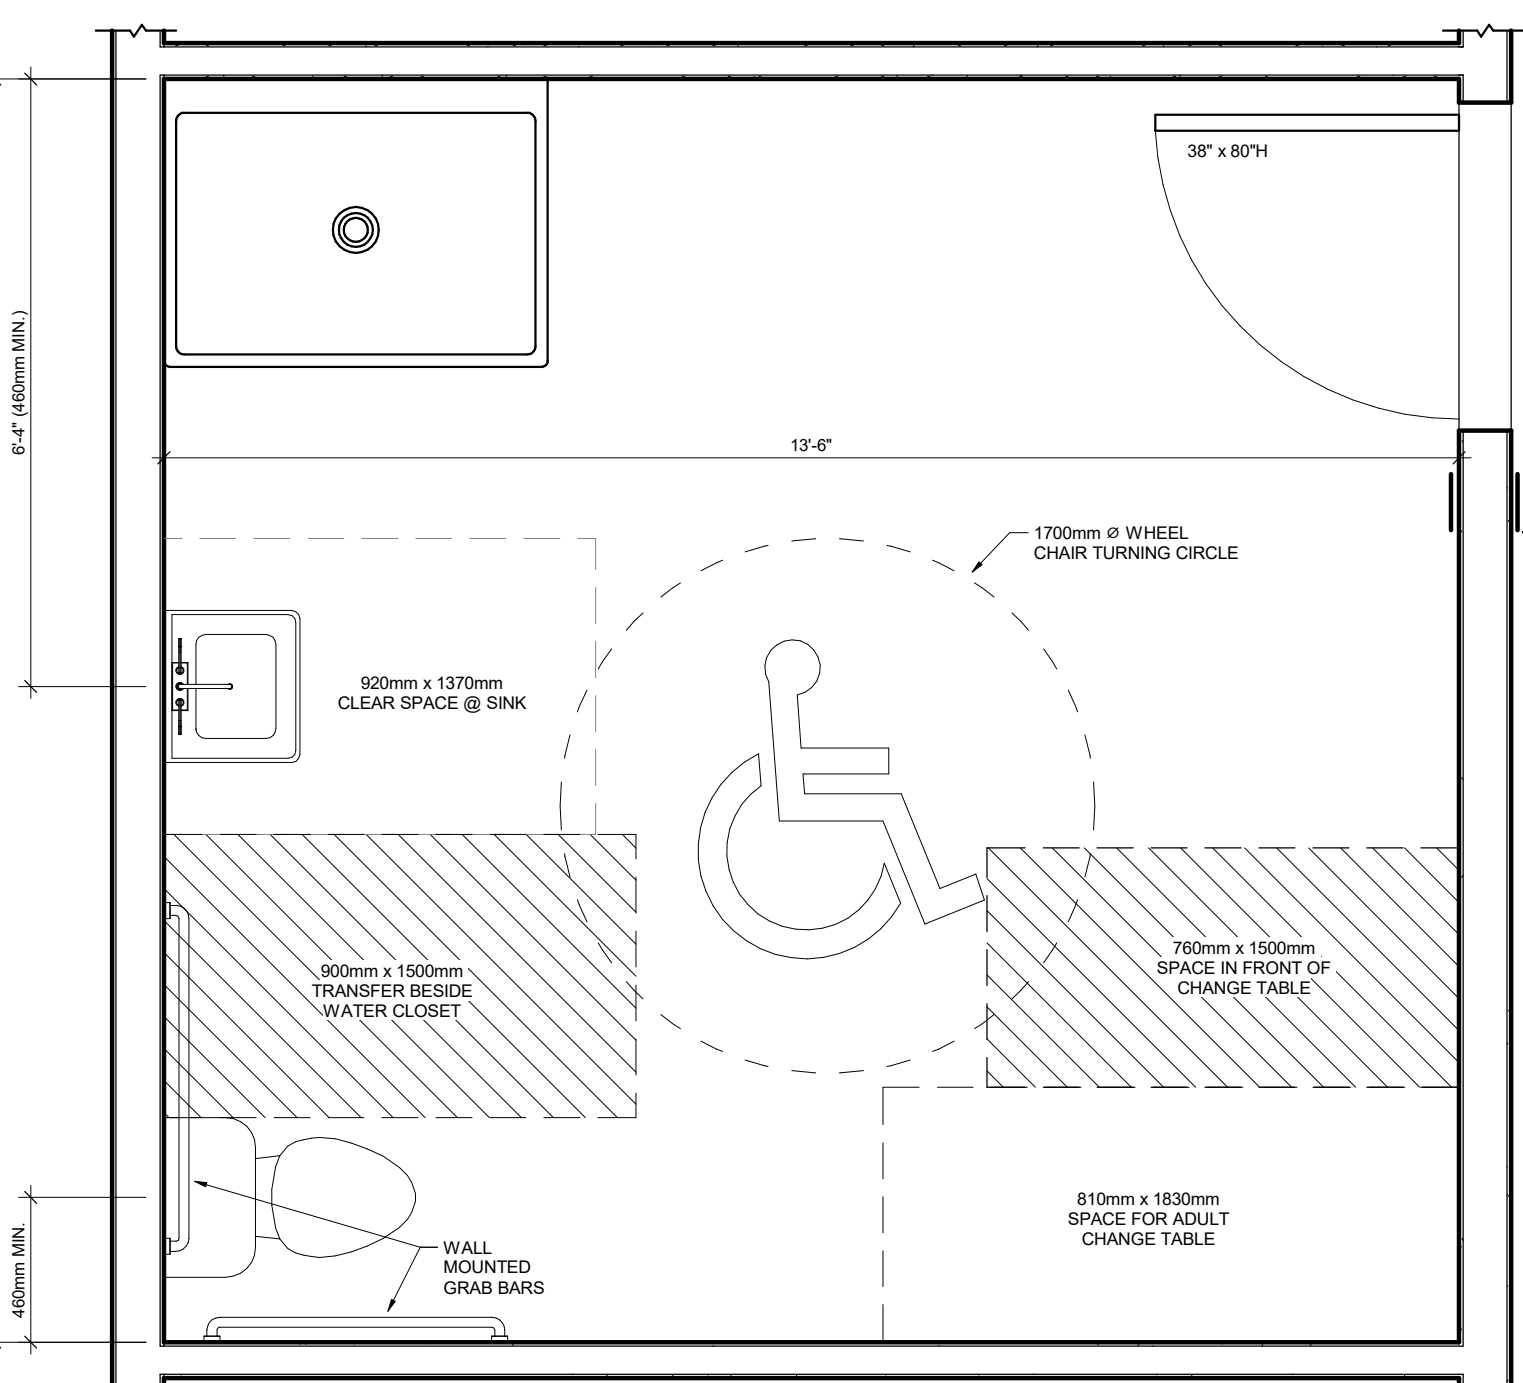 38" x 80"H
6'-4" (460mm MIN.)
13'-6"
1700mm Ø WHEEL
CHAIR TURNING CIRCLE
920mm x 1370mm
CLEAR SPACE @ SINK
900mm x 1500mm
TRANSFER BESIDE
WATER CLOSET
760mm x 1500mm
SPACE IN FRONT OF
CHANGE TABLE
810mm x 1830mm
SPACE FOR ADULT
CHANGE TABLE
WALL
MOUNTED
GRAB BARS
460mm MIN.